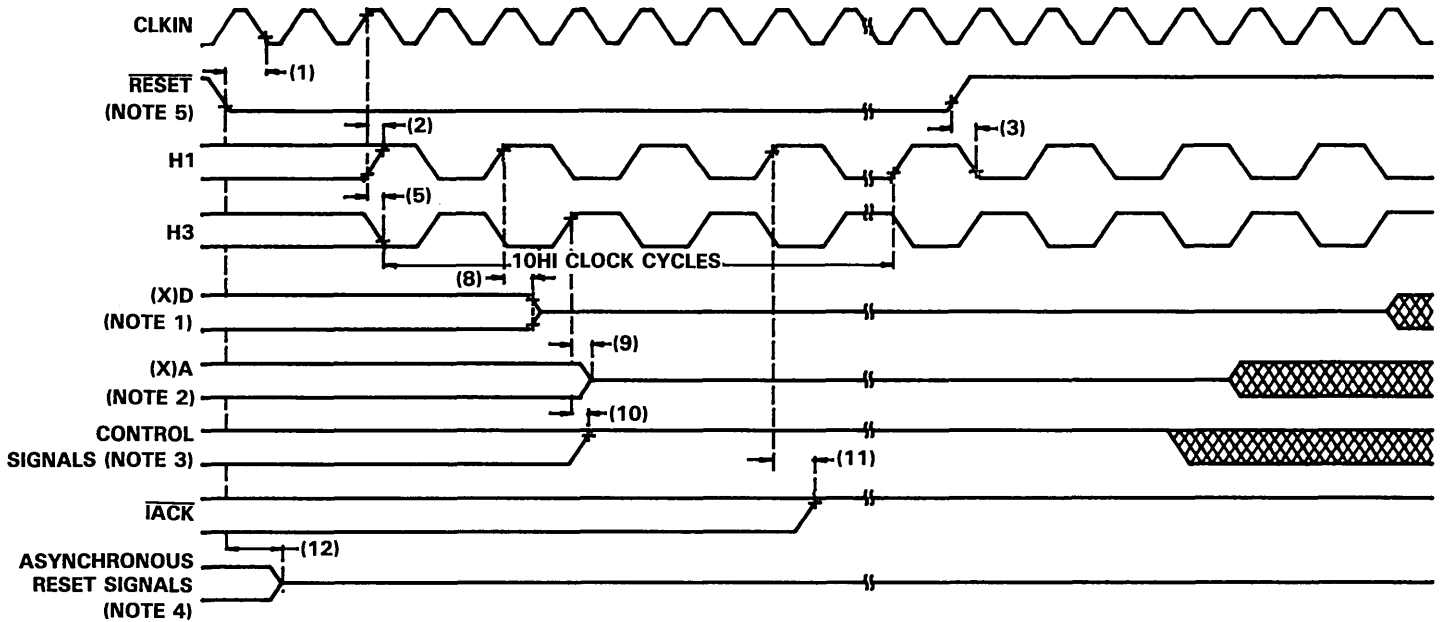 CLKIN
(1)
RESET
(NOTE 5)
(2)
(3)
H1
(5)
H3
10HI CLOCK CYCLES
(8)
(X)D
(NOTE 1)
(9)
(X)A
(NOTE 2)
(10)
CONTROL
SIGNALS (NOTE 3)
(11)
IACK
(12)
ASYNCHRONOUS
RESET SIGNALS
(NOTE 4)